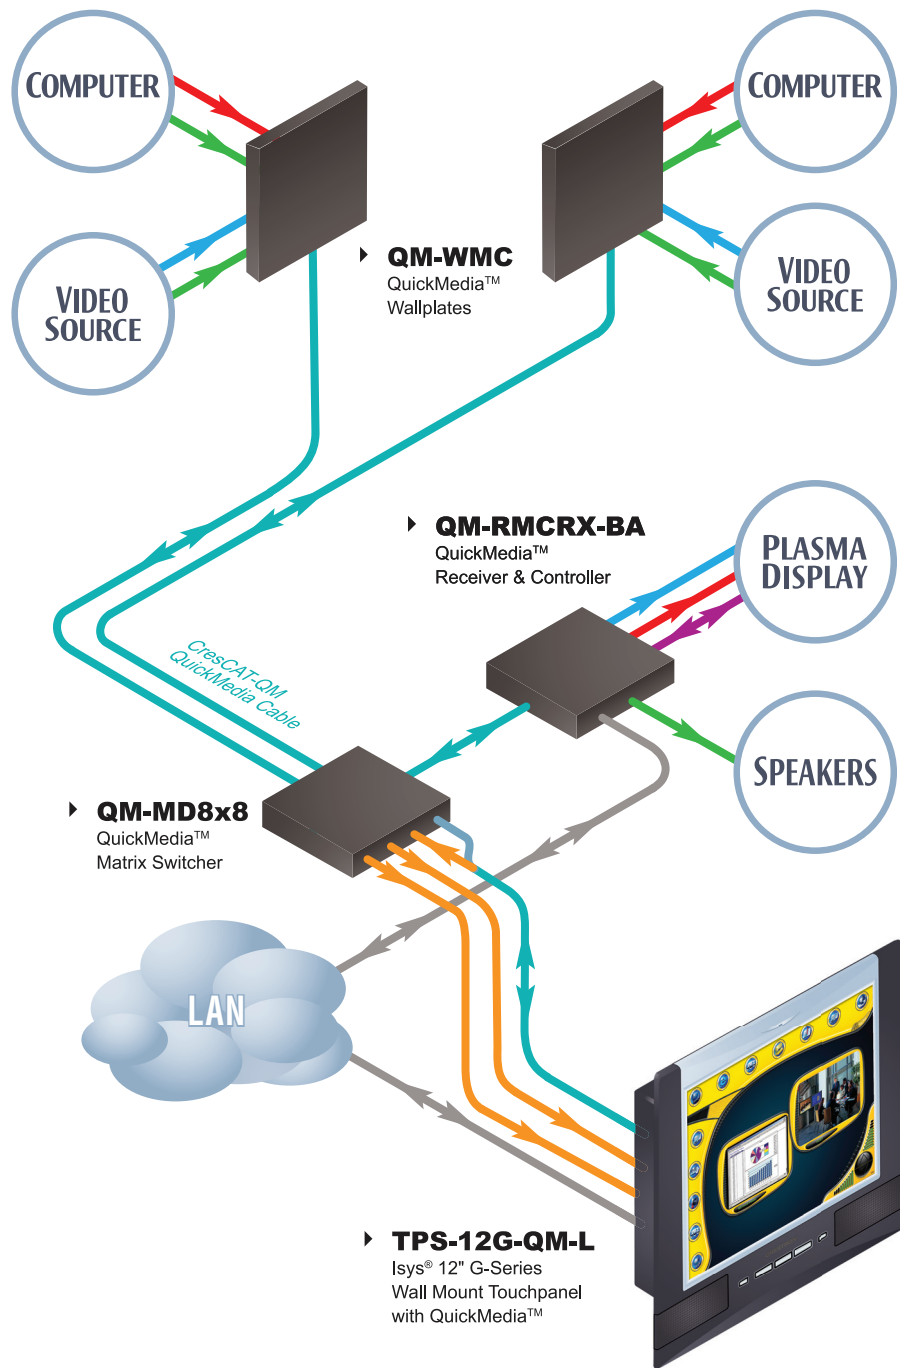 COMPUTER
COMPUTER
QM-WMC
QuickMedia™
Wallplates
VIDEO
SOURCE
VIDEO
SOURCE
QM-RMCRX-BA
QuickMedia™
Receiver & Controller
PLASMA
DISPLAY
CresCAT-QM
QuickMedia Cable
SPEAKERS
QM-MD8x8
QuickMedia™
Matrix Switcher
LAN
TPS-12G-QM-L
Isys® 12" G-Series
Wall Mount Touchpanel
with QuickMedia™